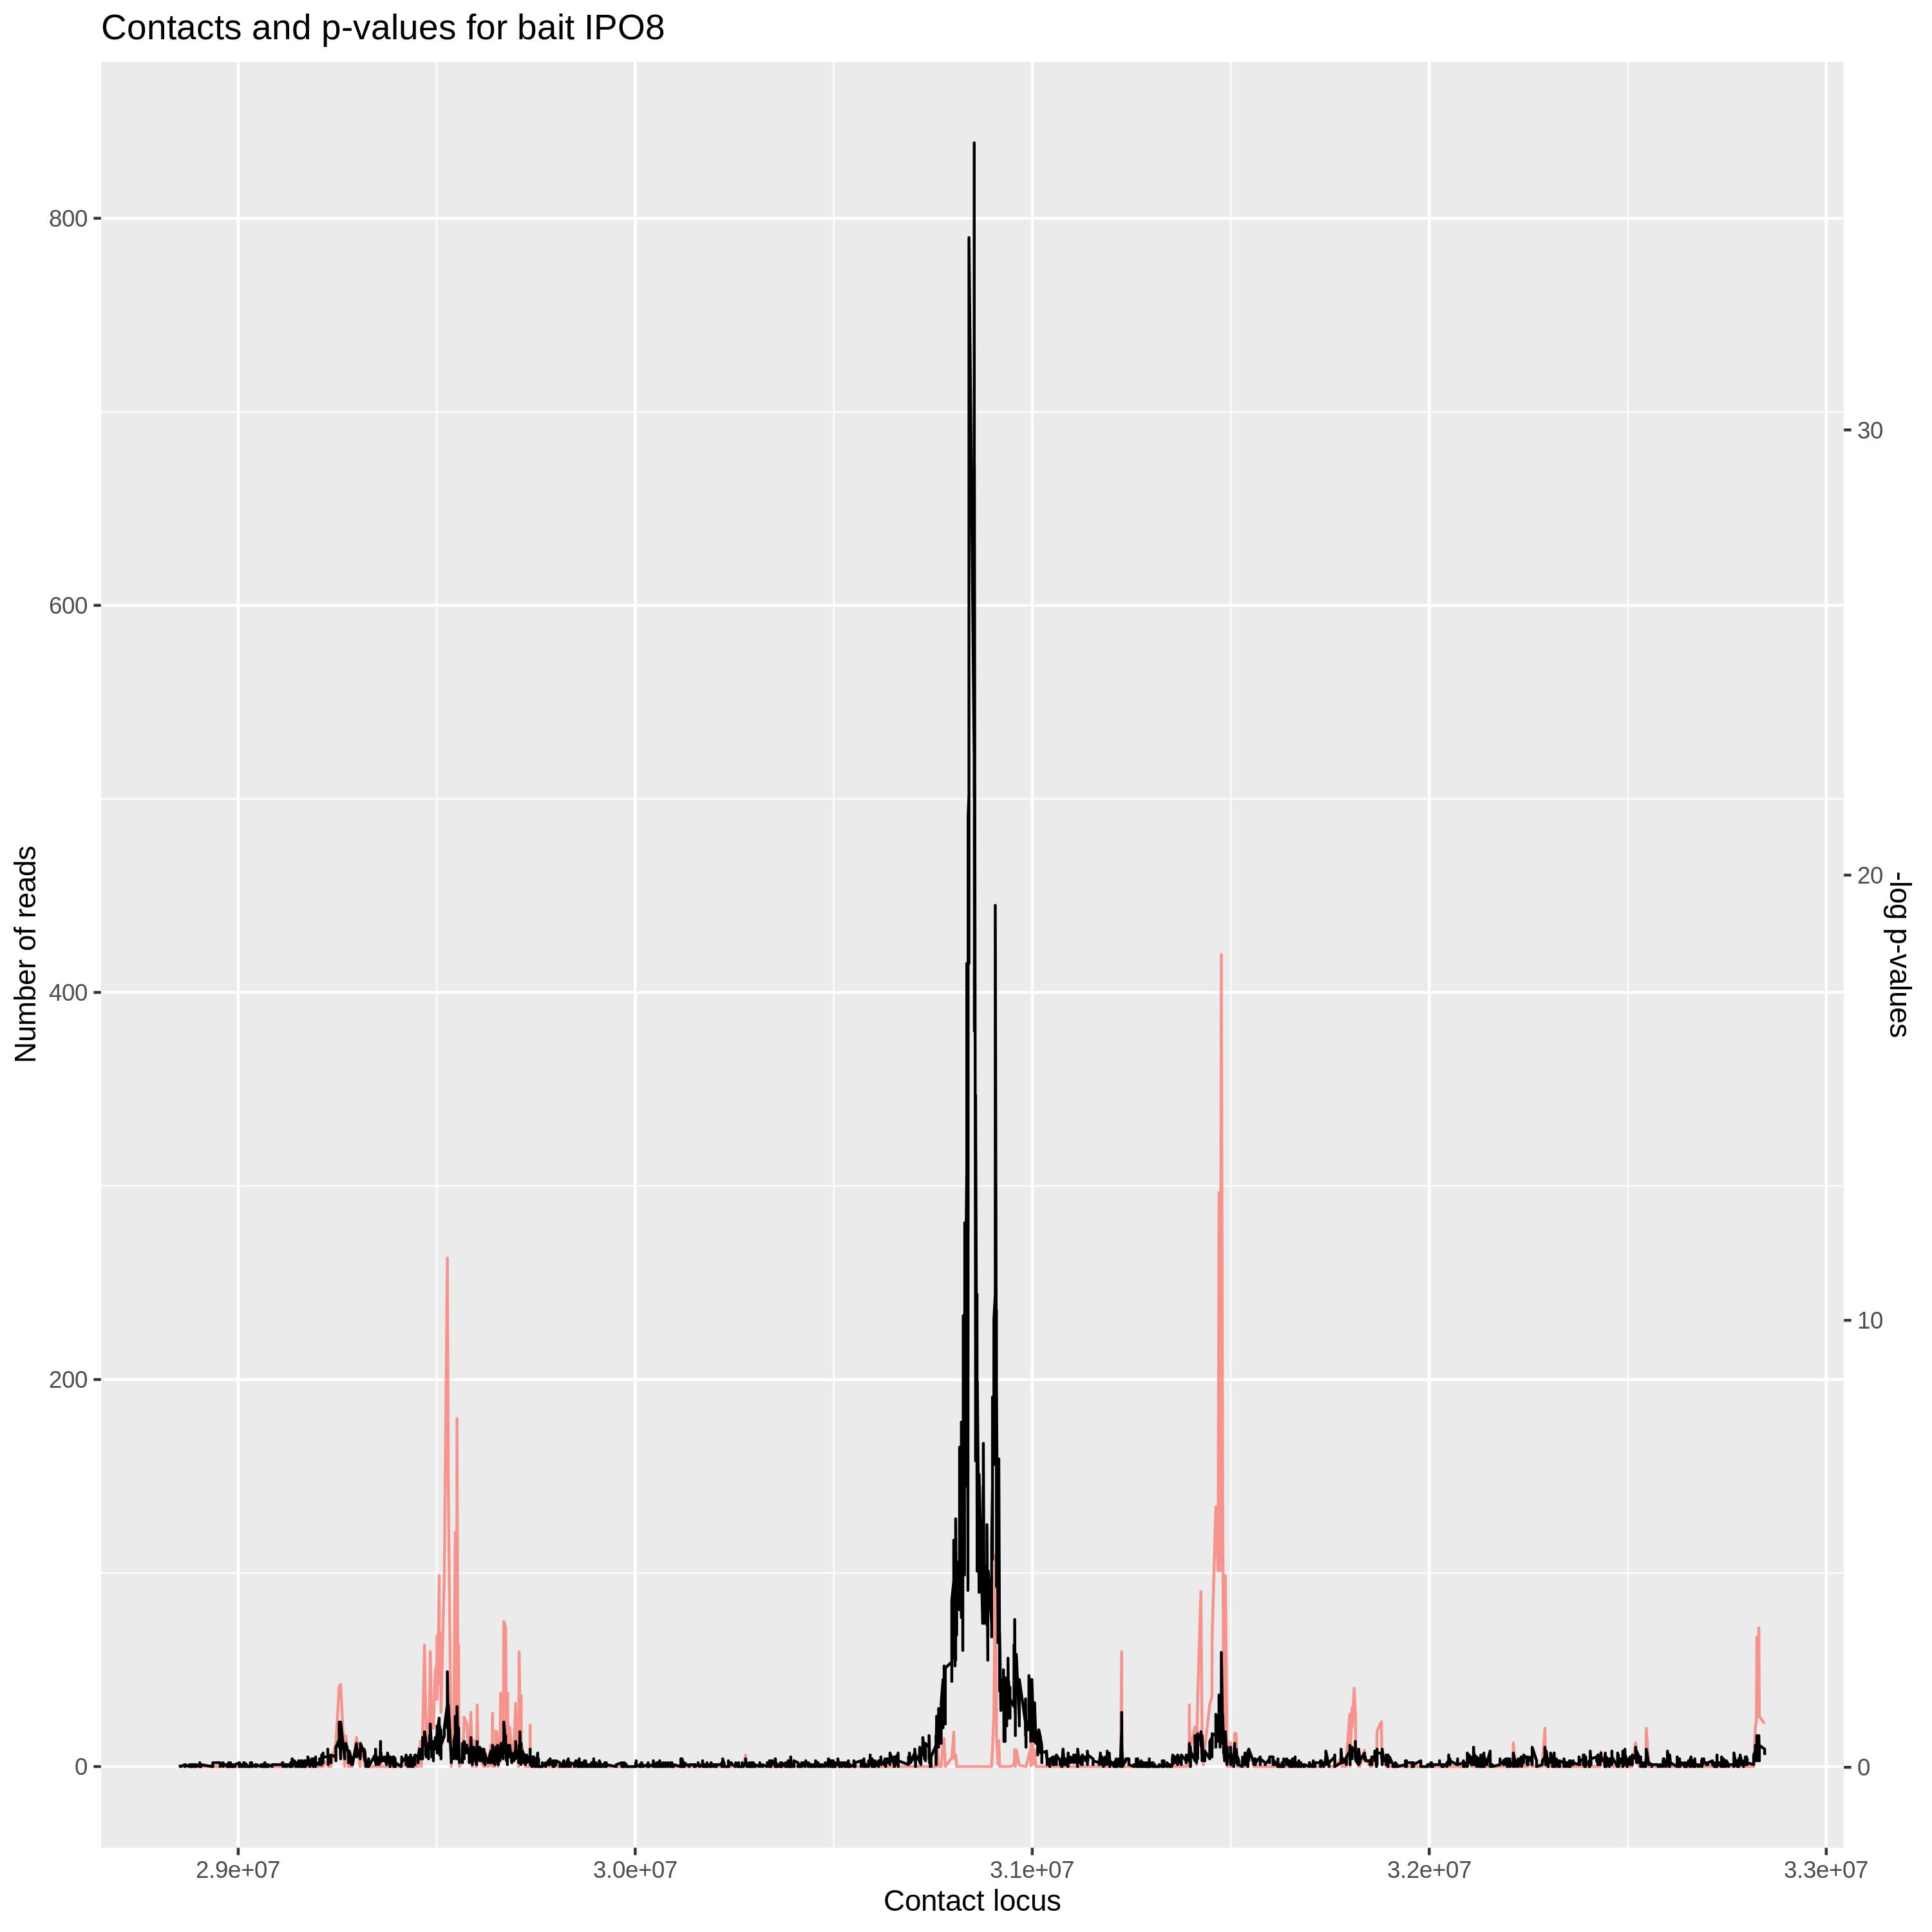 Contacts and p-values for bait IPO8
800
600
400
200
0
30
20
10
0
Number of reads
-log p-values
2.9e+07 3.0e+07 3.1e+07 3.2e+07 3.3e+07
Contact locus